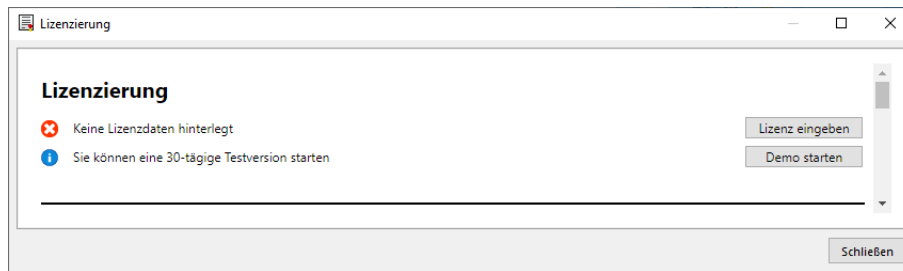 Lizenzierung
Lizenzierung
Keine Lizenzdaten hinterlegt
Lizenz eingeben
Sie können eine 30-tägige Testversion starten
Demo starten
Schließen